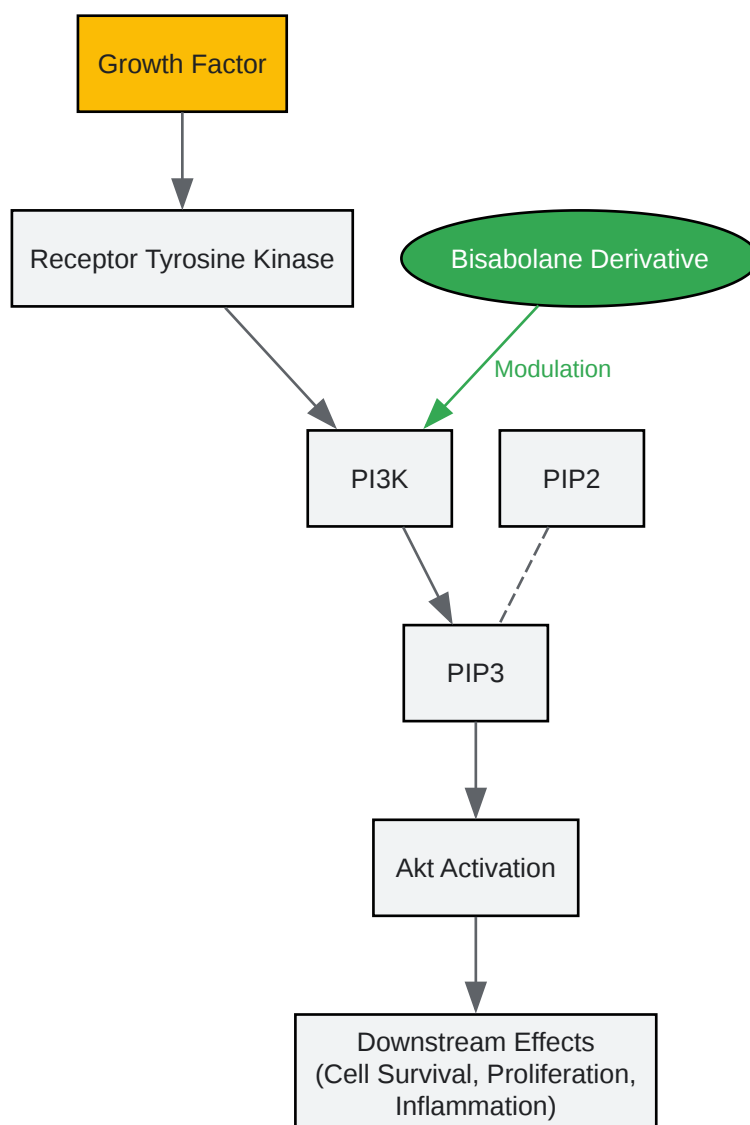 Growth Factor
Receptor Tyrosine Kinase
Bisabolane Derivative
Modulation
PI3K
PIP2
PIP3
Akt Activation
Downstream Effects
(Cell Survival, Proliferation,
Inflammation)